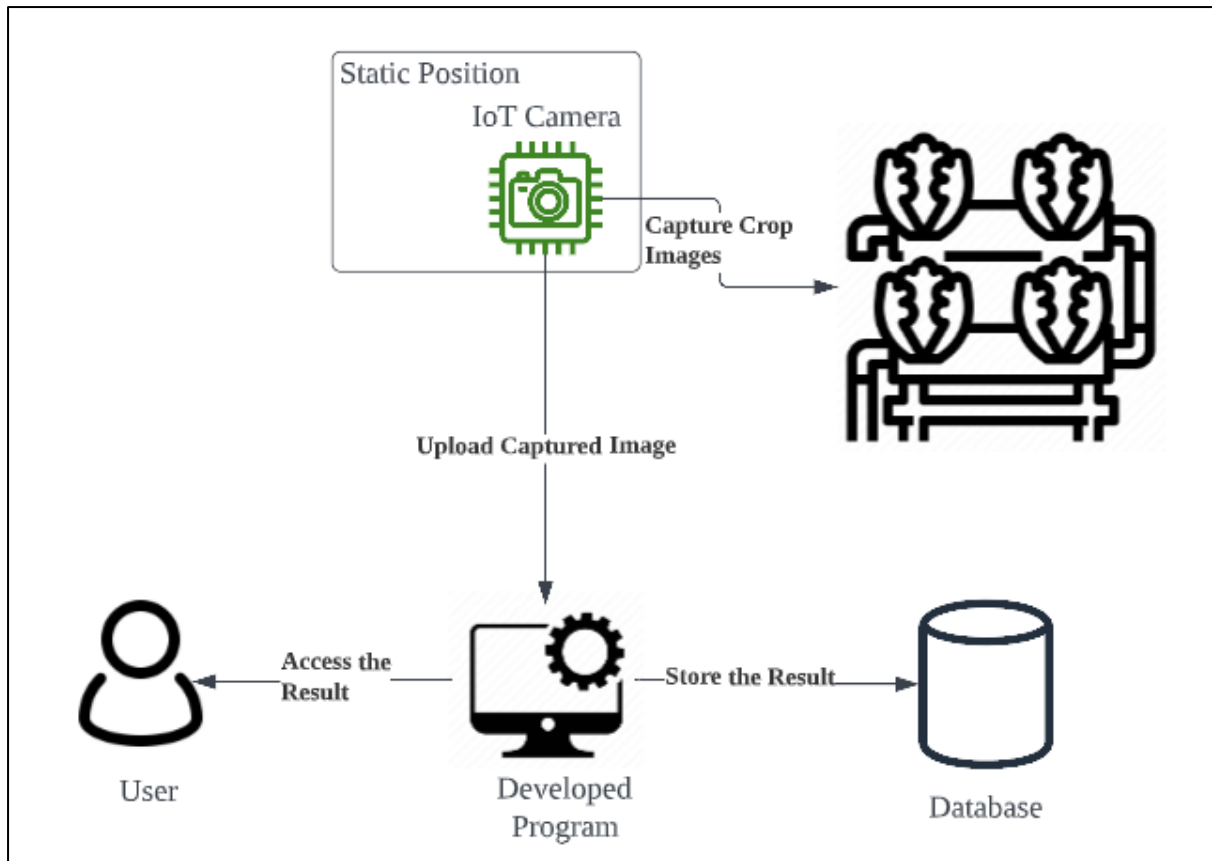 Static Position
IoT Camera
Capture Crop
Images
Upload Captured Image
Access the
Result
Store the Result
User
Developed
Program
Database